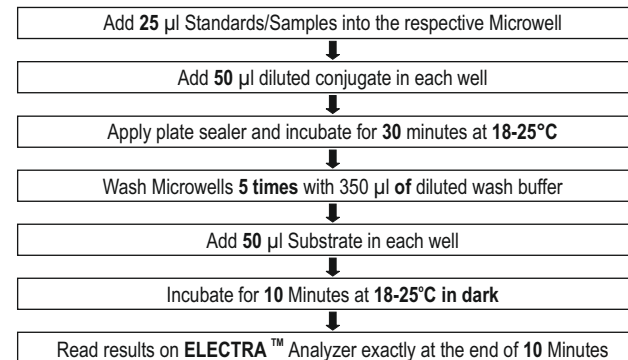 Add 25 µl Standards/Samples into the respective Microwell
Add 50 µl diluted conjugate in each well
Apply plate sealer and incubate for 30 minutes at 18-25°C
Wash Microwells 5 times with 350 µl of diluted wash buffer
Add 50 µl Substrate in each well
Incubate for 10 Minutes at 18-25°C in dark
Read results on ELECTRA ™ Analyzer exactly at the end of 10 Minutes